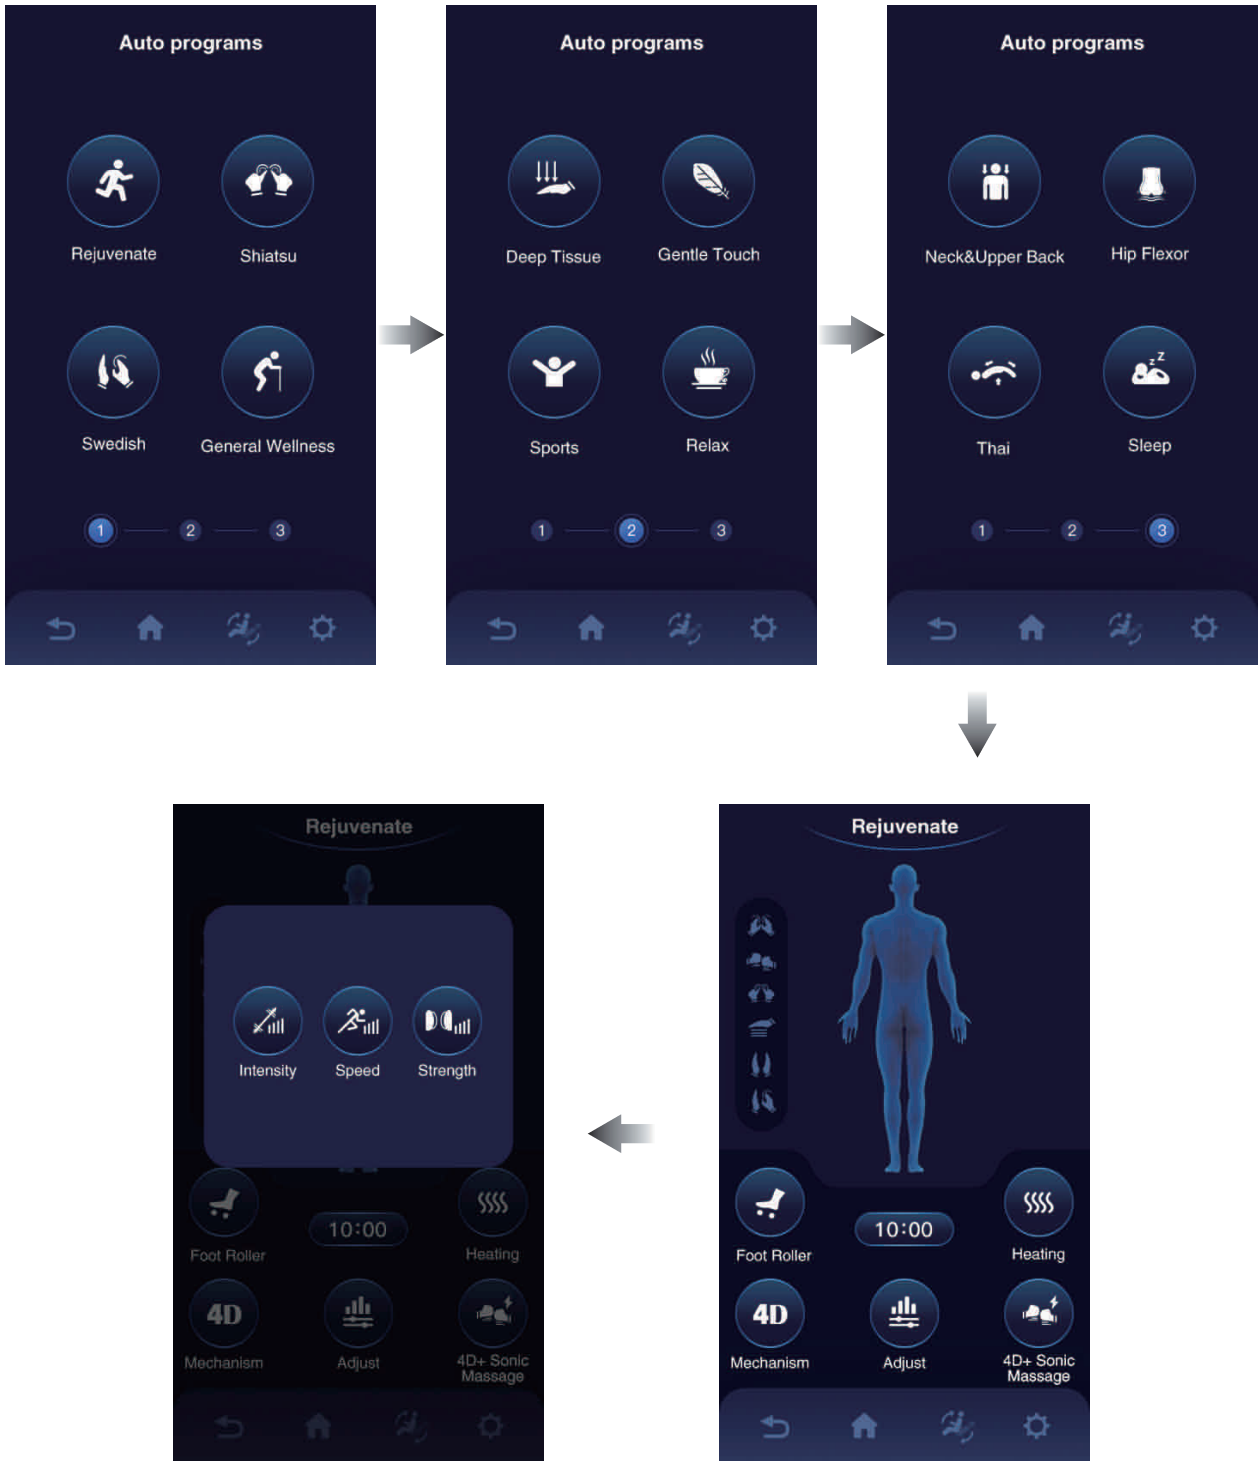 Auto programs
Rejuvenate
Shiatsu
Swedish
General Wellness
1
2
3
Auto programs
Deep Tissue
Gentle Touch
Sports
Relax
1
2
3
Auto programs
Neck&Upper Back
Hip Flexor
Thai
zZ
Sleep
1
2
3
Rejuvenate
Intensity
Speed
Strength
Foot Roller
10:00
Heating
4D
Mechanism
Adjust
4D+ Sonic
Massage
Rejuvenate
Foot Roller
10:00
Heating
4D
Mechanism
Adjust
4D+ Sonic
Massage